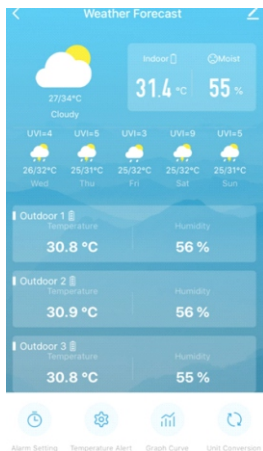 Weather Forecast
Indoor Moist
31.4 °C 55 %
27/34°C
Cloudy
UVI=4 UVI=5 UVI=3 UVI=9 UVI=5
26/32°C 25/31°C 25/32°C 25/32°C 25/31°C
Wed Thu Fri Sat Sun
Outdoor 1
Temperature Humidity
30.8 °C 56 %
Outdoor 2
Temperature Humidity
30.9 °C 56 %
Outdoor 3
Temperature Humidity
30.8 °C 55 %
Alarm Setting Temperature Alert Graph Curve Unit Conversion